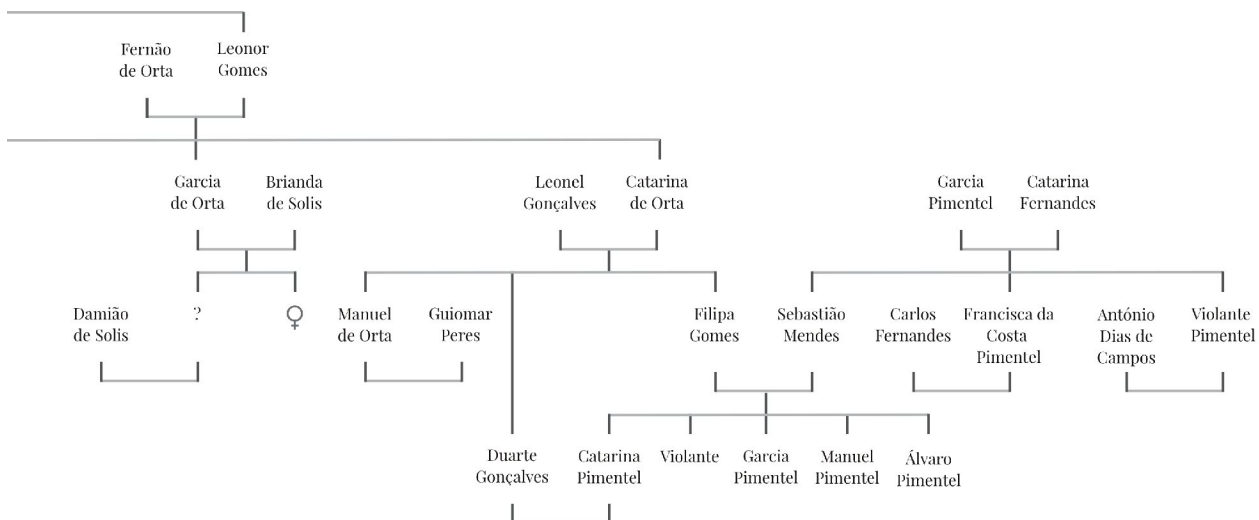 Fernão
de Orta
Leonor
Gomes
Garcia
de Orta
Brianda
de Solis
Leonel
Gonçalves
Catarina
de Orta
Garcia
Pimentel
Catarina
Fernandes
Damião
de Solis
?
♀
Manuel
de Orta
Guiomar
Peres
Filipa
Gomes
Sebastião
Mendes
Carlos
Fernandes
Francisca da
Costa
Pimentel
António
Dias de
Campos
Violante
Pimentel
Duarte
Gonçalves
Catarina
Pimentel
Violante
Garcia
Pimentel
Manuel
Pimentel
Álvaro
Pimentel